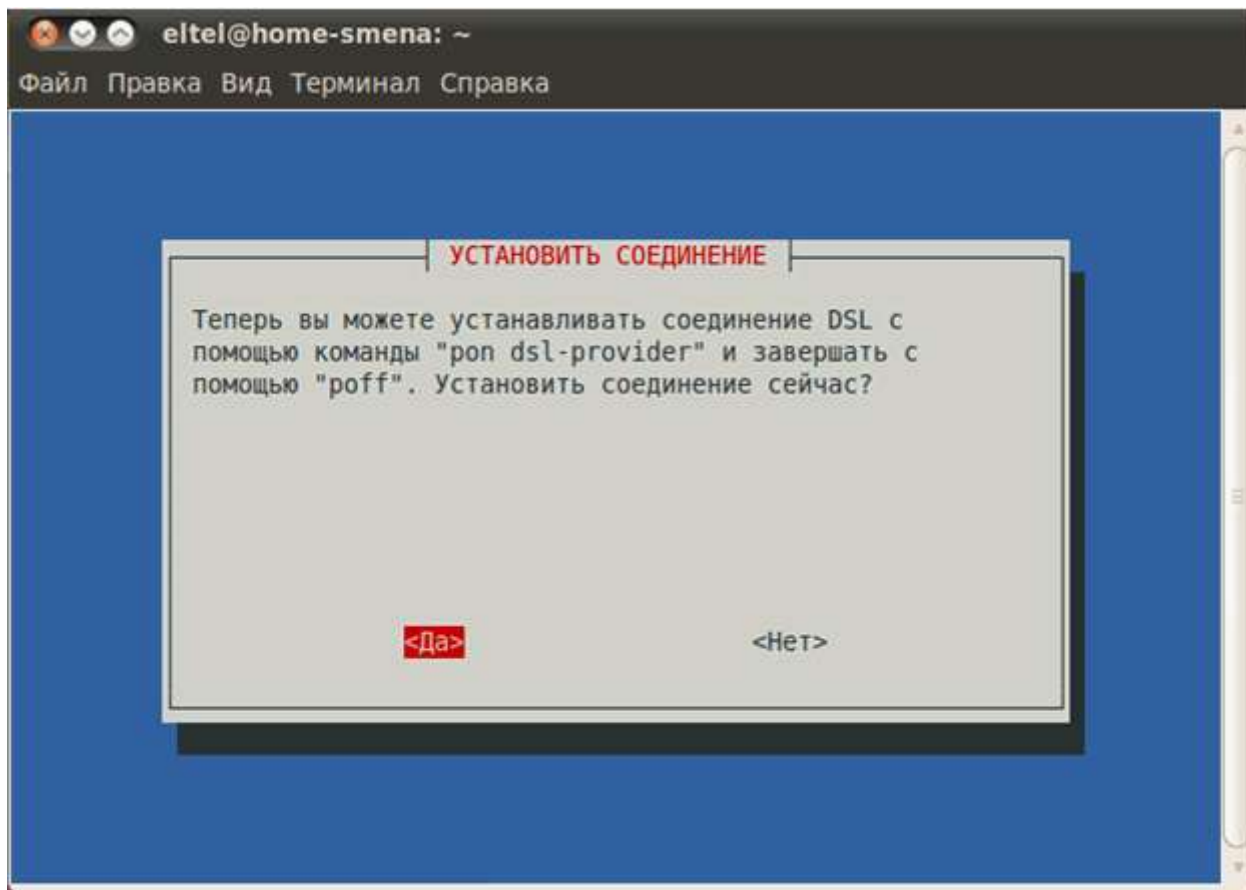 eltel@home-smena: ~
Файл Правка Вид Терминал Справка
УСТАНОВИТЬ СОЕДИНЕНИЕ
Теперь вы можете устанавливать соединение DSL с
помощью команды "pon dsl-provider" и завершать с
помощью "poff". Установить соединение сейчас?
<Да> <Нет>